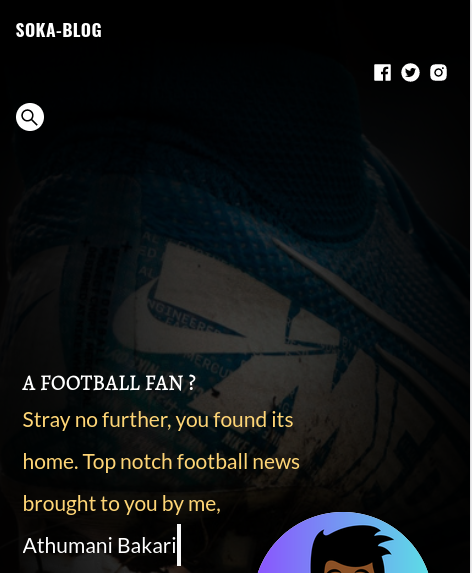 SOKA-BLOG
A FOOTBALL FAN ?
Stray no further, you found its
home. Top notch football news
brought to you by me,
Athumani Bakari